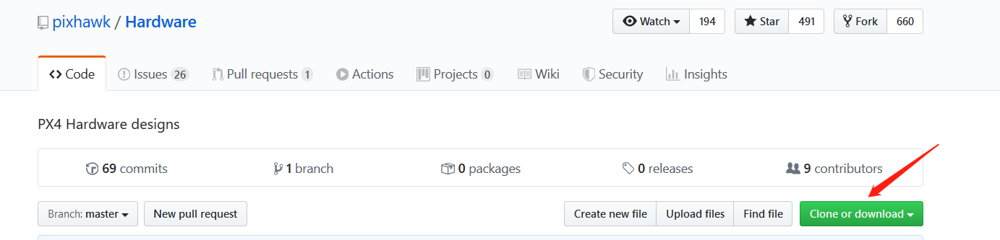 pixhawk / Hardware
Watch 194 Star 491 Fork 660
Code Issues 26 Pull requests 1 Actions Projects 0 Wiki Security Insights
PX4 Hardware designs
69 commits 1 branch 0 packages 0 releases 9 contributors
Branch: master New pull request Create new file Upload files Find file Clone or download